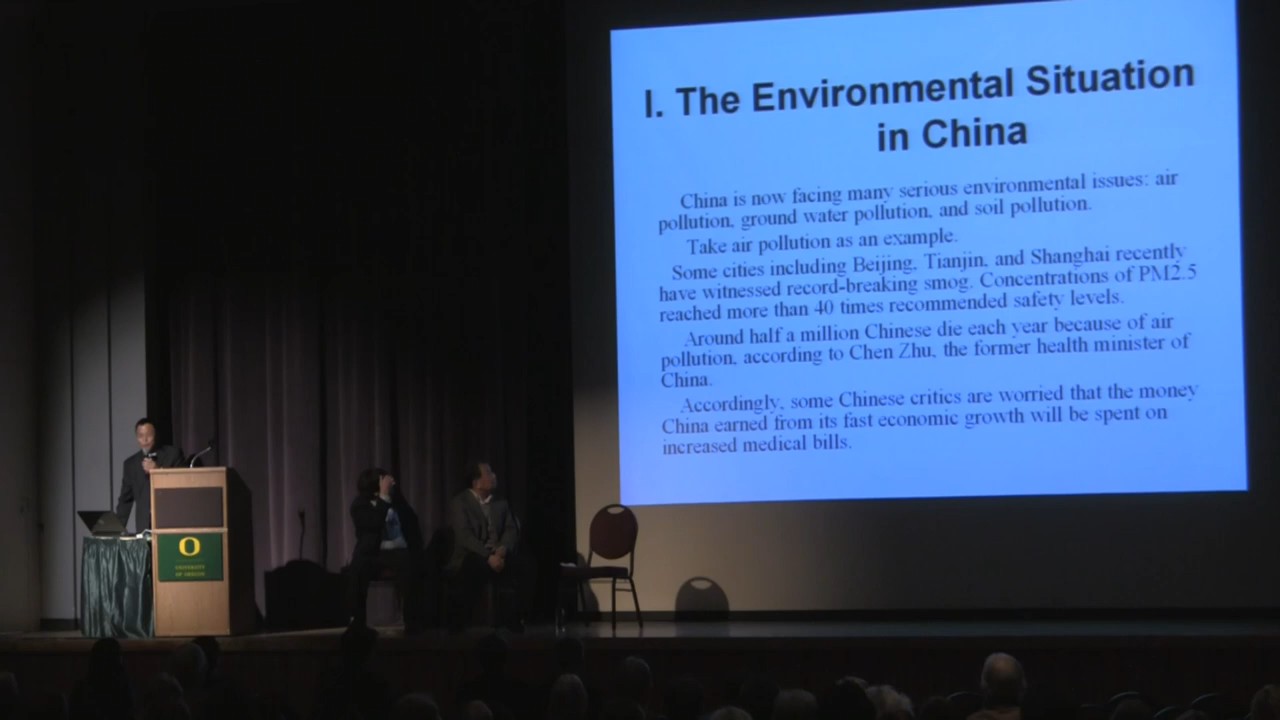 I. The Environmental Situation
in China
China is now facing many serious environmental issues: air
pollution, ground water pollution, and soil pollution.
Take air pollution as an example.
Some cities including Beijing, Tianjin, and Shanghai recently
have witnessed record-breaking smog. Concentrations of PM2.5
reached more than 40 times recommended safety levels.
Around half a million Chinese die each year because of air
pollution, according to Chen Zhu, the former health minister of
China.
Accordingly, some Chinese critics are worried that the money
China earned from its fast economic growth will be spent on
increased medical bills.
O
UNIVERSITY
OF OREGON